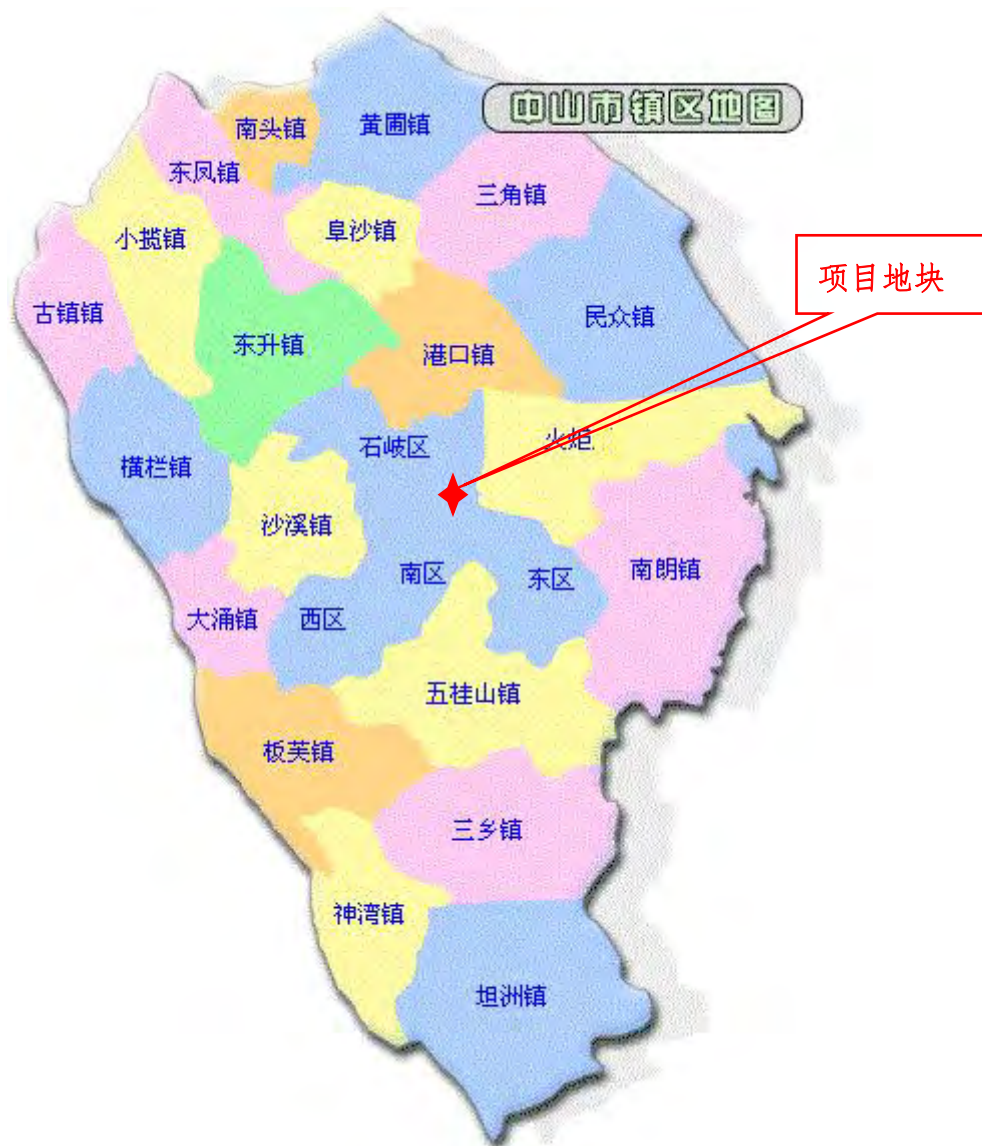 中山市镇区地图
黄圃镇
南头镇
东凤镇
三角镇
阜沙镇
小揽镇
项目地块
古镇镇
民众镇
东升镇
港口镇
火炬
石岐区
横栏镇
沙溪镇
南朗镇
南区
东区
大涌镇
西区
五桂山镇
板芙镇
三乡镇
神湾镇
坦洲镇